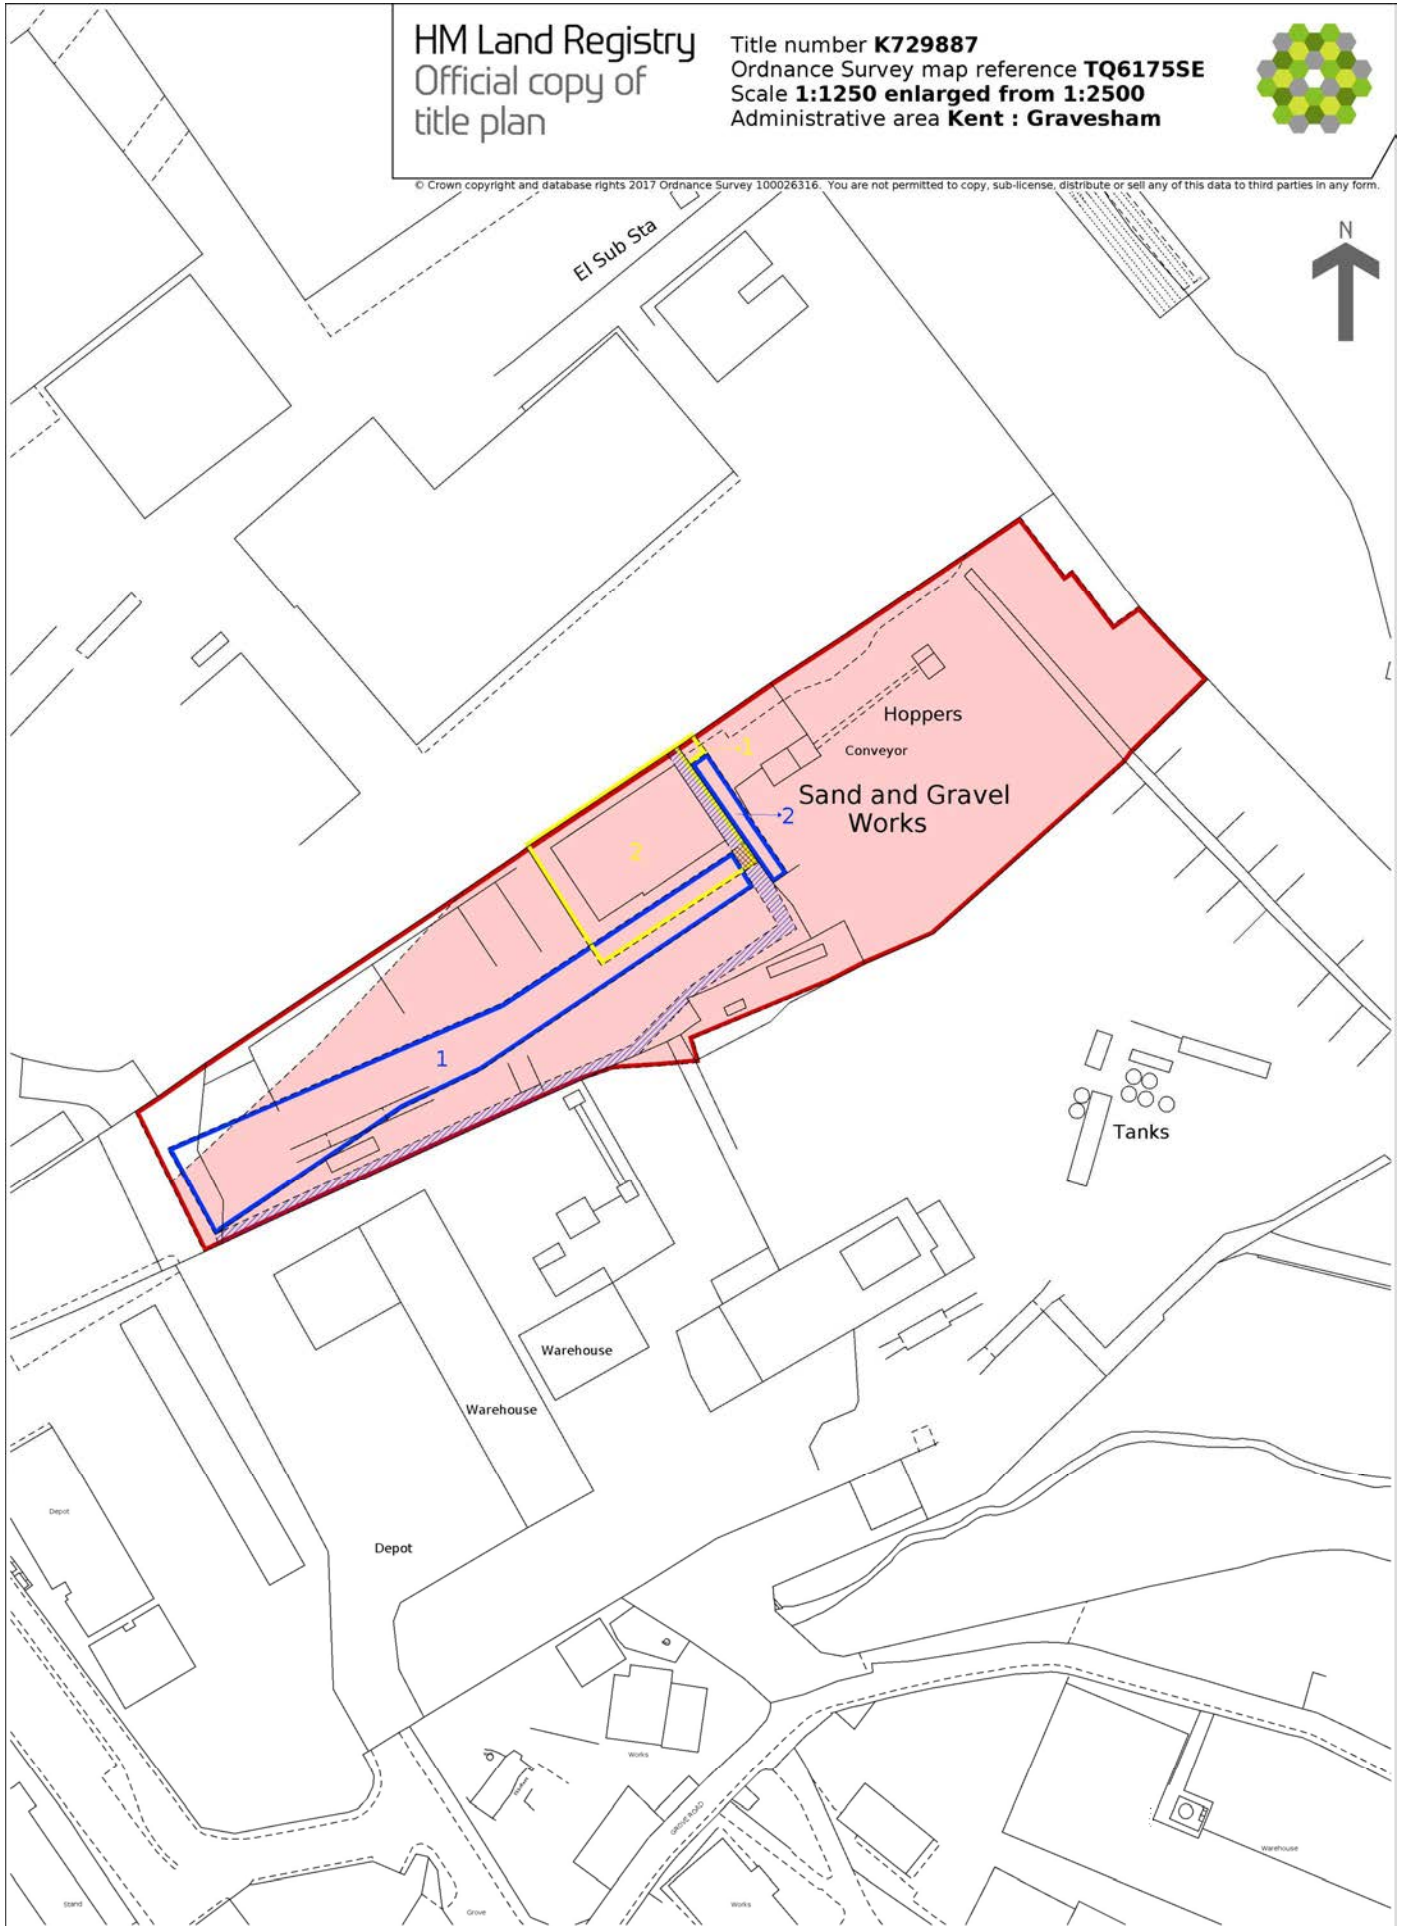 HM Land Registry
Official copy of
title plan
Title number K729887
Ordnance Survey map reference TQ6175SE
Scale 1:1250 enlarged from 1:2500
Administrative area Kent : Gravesham
© Crown copyright and database rights 2017 Ordnance Survey 100026316. You are not permitted to copy, sub-license, distribute or sell any of this data to third parties in any form.
N
El Sub Sta
Hoppers
1
Conveyor
Sand and Gravel
Works
2
2
1
Tanks
Warehouse
Warehouse
Depot
Depot
Works
GROVE ROAD
Warehouse
Stand
Grove
Works